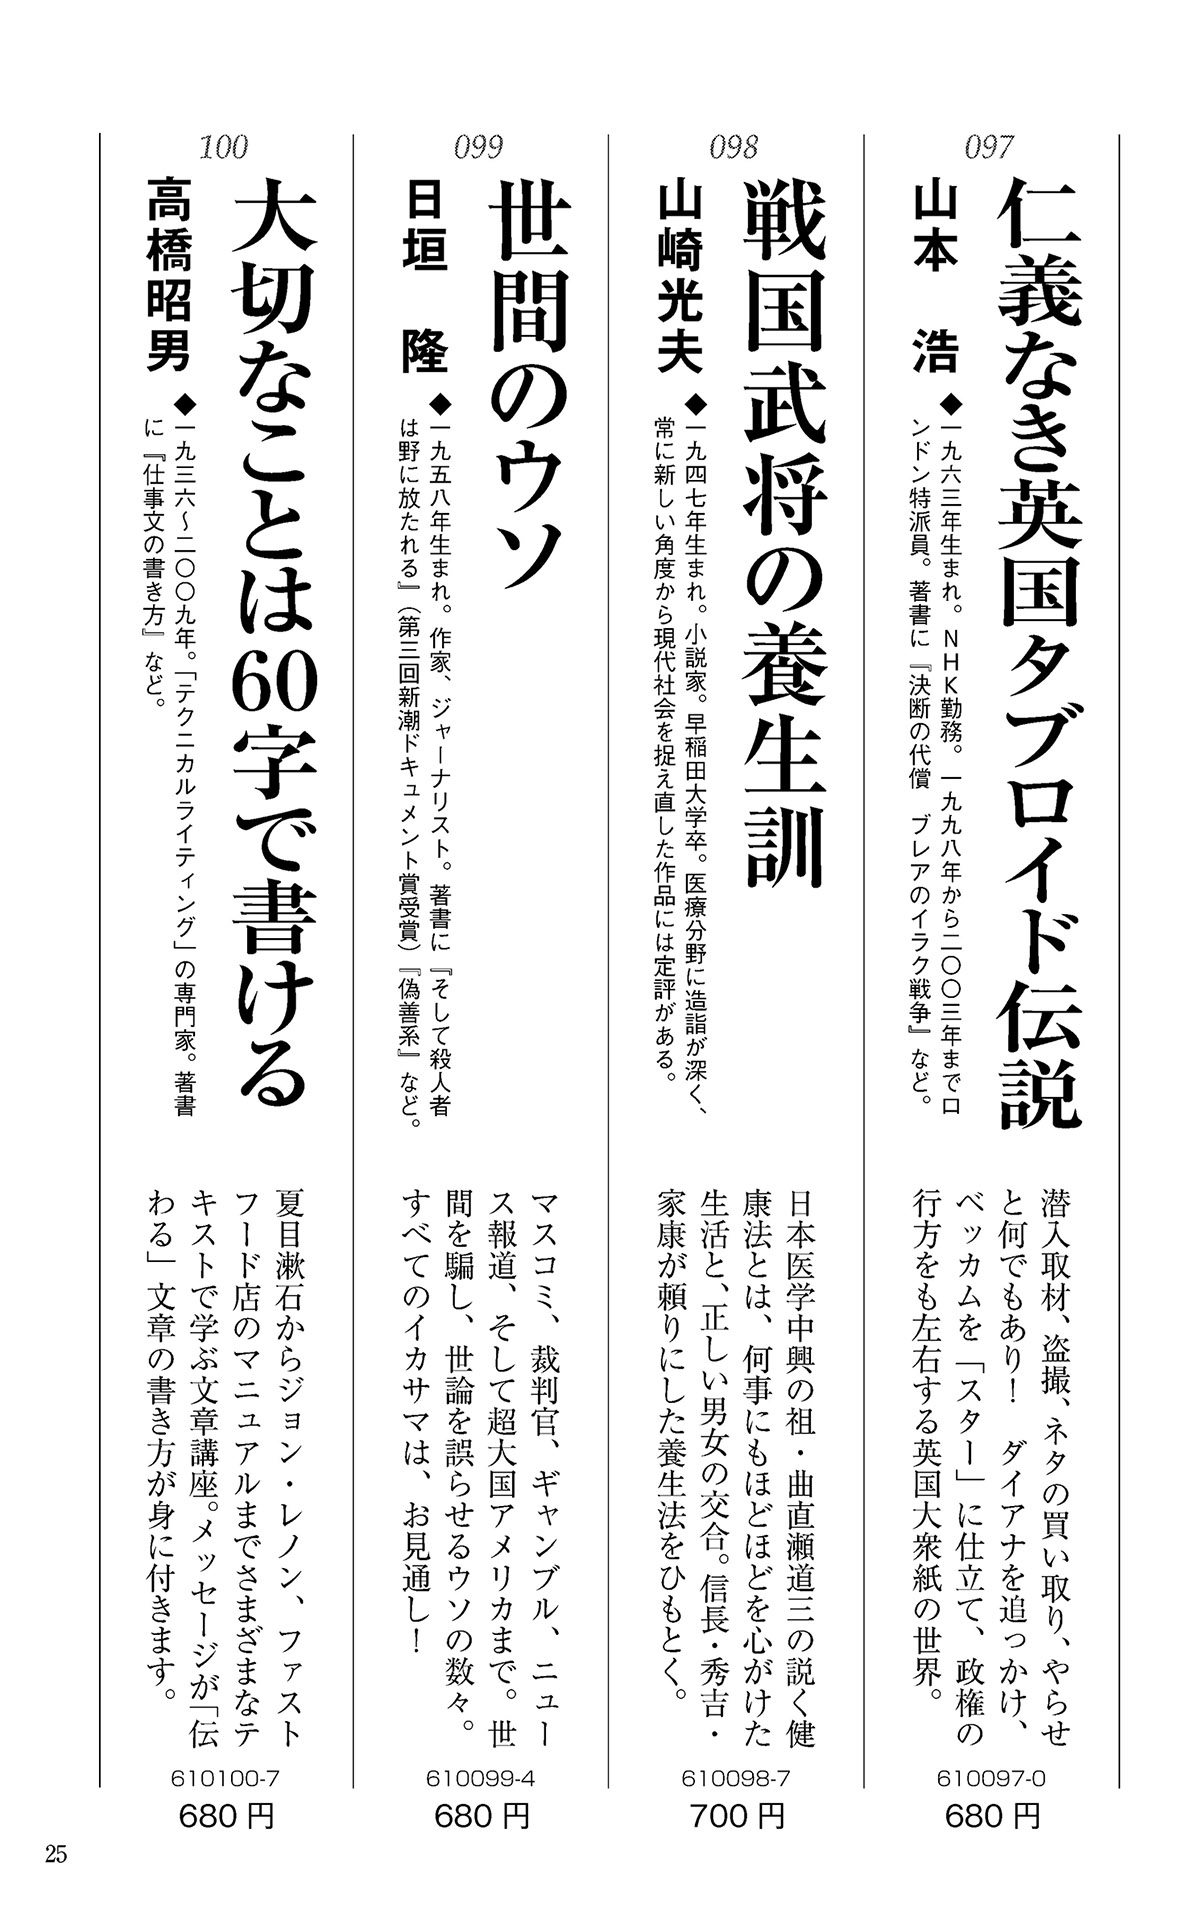 097
仁義なき英国タブロイド伝説
山本 浩
◆一九六三年生まれ。NHK勤務。一九九八年から二〇〇三年までロ
ンドン特派員。著書に『決断の代償 ブレアのイラク戦争』など。
潜入取材、盗撮、ネタの買い取り、やらせ
と何でもあり! ダイアナを追っかけ、
ベッカムを「スター」に仕立て、政権の
行方をも左右する英国大衆紙の世界。
610097-0
680円
098
戦国武将の養生訓
山崎光夫
◆一九四七年生まれ。小説家。早稲田大学卒。医療分野に造詣が深く、
常に新しい角度から現代社会を捉え直した作品には定評がある。
日本医学中興の祖・曲直瀬道三の説く健
康法とは、何事にもほどほどを心がけた
生活と、正しい男女の交合。信長・秀吉・
家康が頼りにした養生法をひもとく。
610098-7
700円
099
世間のウソ
日垣 隆
◆一九五八年生まれ。作家、ジャーナリスト。著書に『そして殺人者
は野に放たれる』(第三回新潮ドキュメント賞受賞)『偽善系』など。
マスコミ、裁判官、ギャンブル、ニュー
ス報道、そして超大国アメリカまで。世
間を騙し、世論を誤らせるウソの数々。
すべてのイカサマは、お見通し!
610099-4
680円
100
大切なことは60字で書ける
高橋昭男
◆一九三六〜二〇〇九年。「テクニカルライティング」の専門家。著書
に『仕事文の書き方』など。
夏目漱石からジョン・レノン、ファスト
フード店のマニュアルまでさまざまなテ
キストで学ぶ文章講座。メッセージが「伝
わる」文章の書き方が身に付きます。
610100-7
680円
25